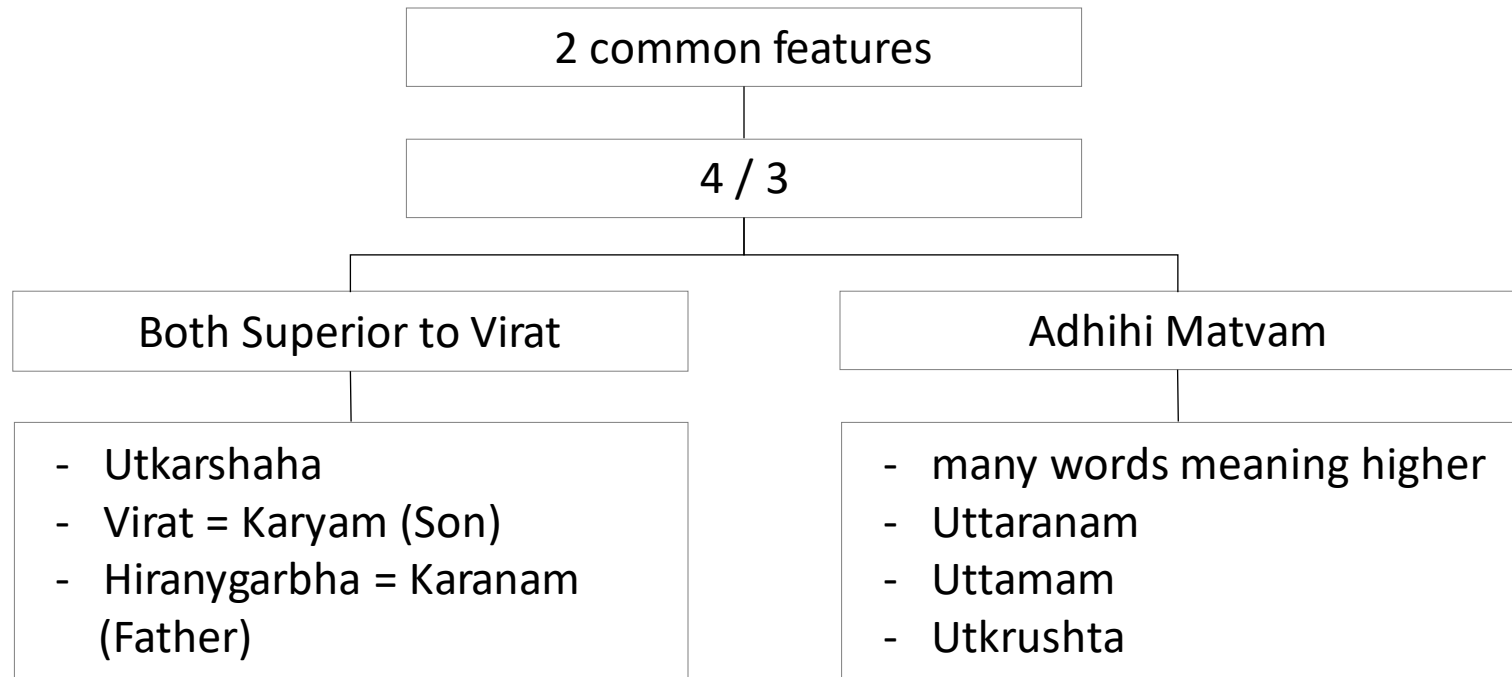 2 common features
4 / 3
Both Superior to Virat
Adhihi Matvam
- Utkarshaha
- Virat = Karyam (Son)
- Hiranygarbha = Karanam
(Father)
- many words meaning higher
- Uttaranam
- Uttamam
- Utkrushta